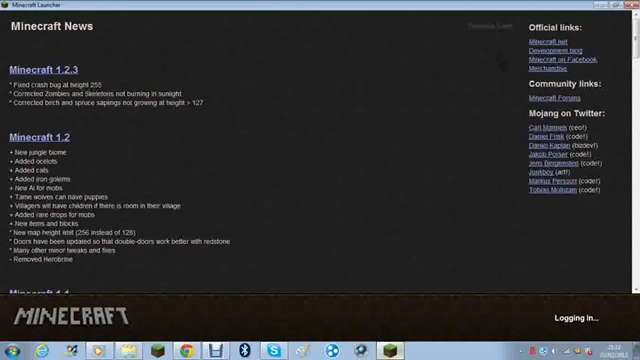 Minecraft Launcher
Minecraft News
Minecraft 1.2.3
* Fixed crash bug at height 255
* Corrected Zombies and Skeletons not burning in sunlight
* Corrected birch and spruce sapings not growing at height > 127
Minecraft 1.2
+ New jungle biome
+ Added ocelots
+ Added cats
+ Added iron golems
+ New AI for mobs
+ Tame wolves can have puppies
+ Villagers will have children if there is room in their village
+ Added rare drops for mobs
+ New items and blocks
* New map height limit (256 instead of 128)
* Doors have been updated so that double-doors work better with redstone
* Many other minor tweaks and fixes
- Removed Herobrine
Official links:
Minecraft.net
Development blog
Minecraft on Facebook
Merchandise
Community links:
Minecraft Forums
Mojang on Twitter:
Carl Manneh (ceo!)
Daniel Frisk (code!)
Daniel Kaplan (bizdev!)
Jakob Porser (code!)
Jens Bergensten (code!)
Junkboy (art!)
Markus Persson (code!)
Tobias Mollstam (code!)
MINECRAFT
Logging in...